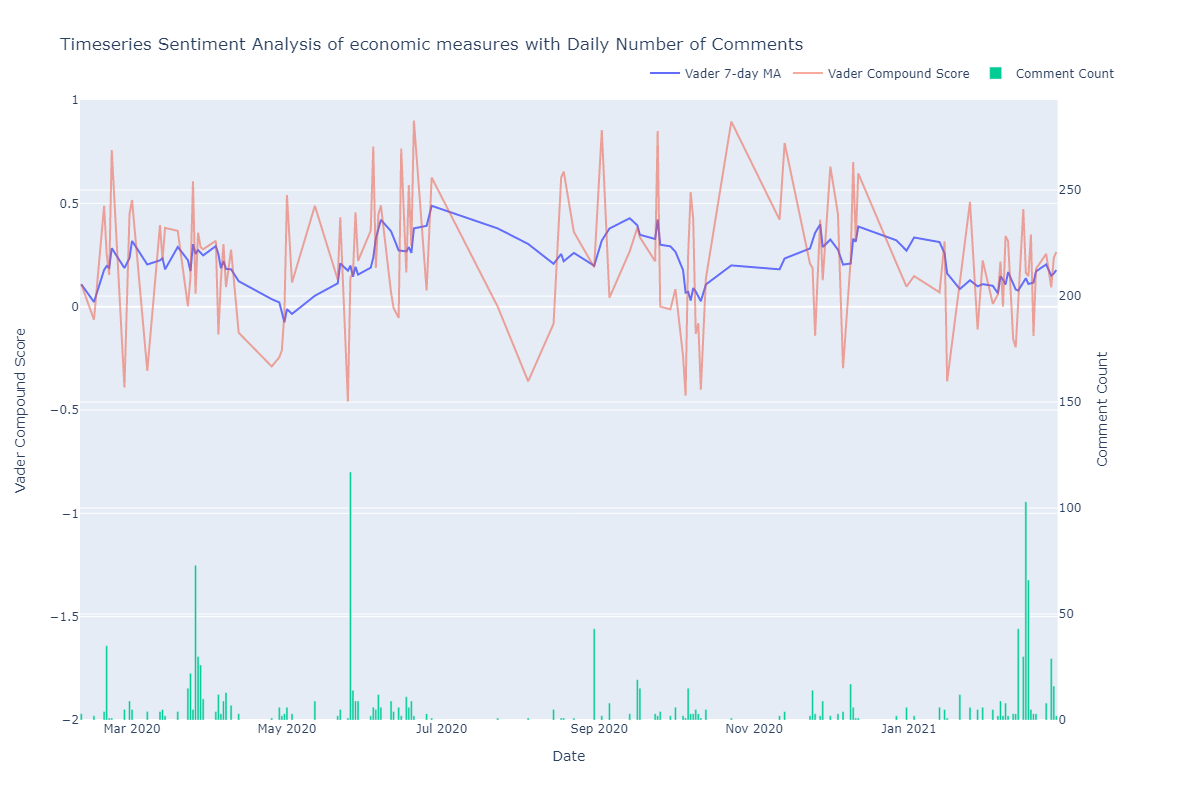 Timeseries Sentiment Analysis of economic measures with Daily Number of Comments
Vader 7-day MA
Vader Compound Score
Comment Count
1
0.5
0
−0.5
−1
−1.5
−2
Vader Compound Score
250
200
150
100
50
0
Comment Count
Mar 2020
May 2020
Jul 2020
Sep 2020
Nov 2020
Jan 2021
Date